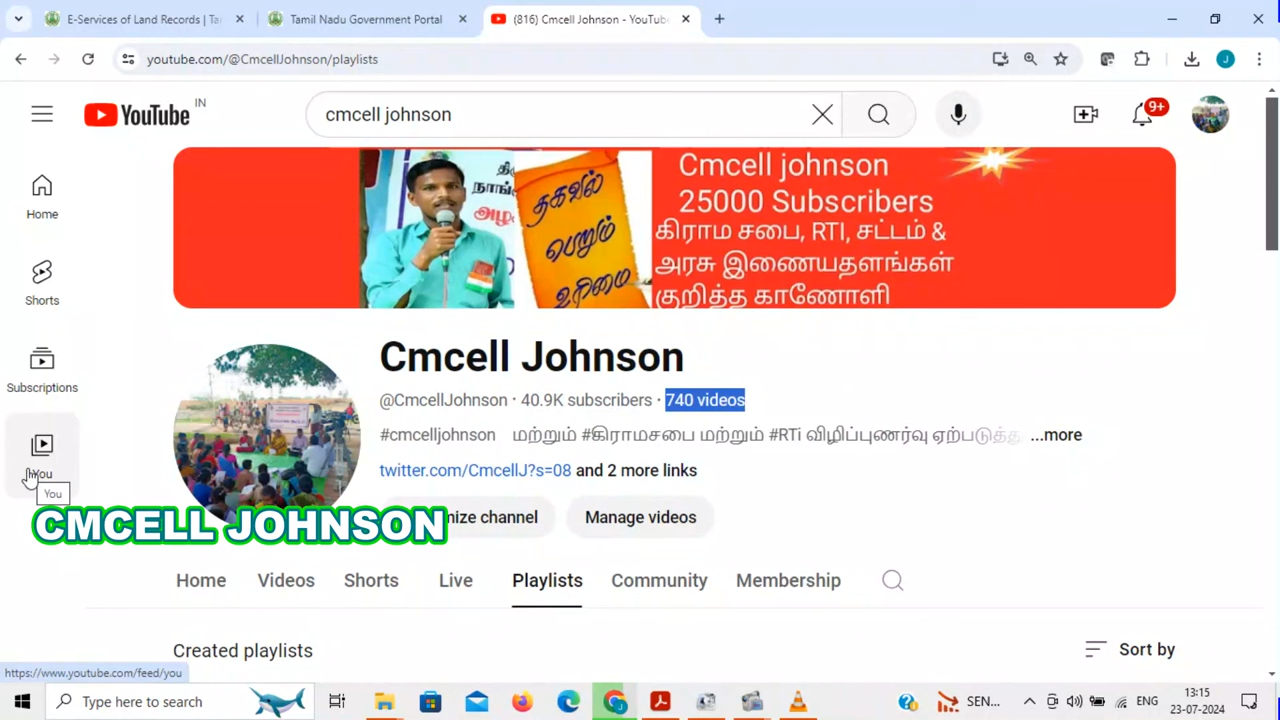 E-Services of Land Records | Ta
Tamil Nadu Government Portal
(816) Cmcell Johnson - YouTube
youtube.com/@CmcellJohnson/playlists
J
YouTube
IN
cmcell johnson
9+
Home
Shorts
Subscriptions
You
You
தகவல்
பெறும்
உரிமை
Cmcell johnson
25000 Subscribers
கிராம சபை, RTI, சட்டம் &
அரசு இணையதளங்கள்
குறித்த காணோளி
Cmcell Johnson
@CmcellJohnson · 40.9K subscribers · 740 videos
#cmcelljohnson மற்றும் #கிராமசபை மற்றும் #RTi விழிப்புணர்வு ஏற்படுத்து ...more
twitter.com/CmcellJ?s=08 and 2 more links
mize channel
Manage videos
CMCELL JOHNSON
Home Videos Shorts Live Playlists Community Membership
Created playlists
Sort by
https://www.youtube.com/feed/you
Type here to search
SEN...
ENG
13:15
23-07-2024